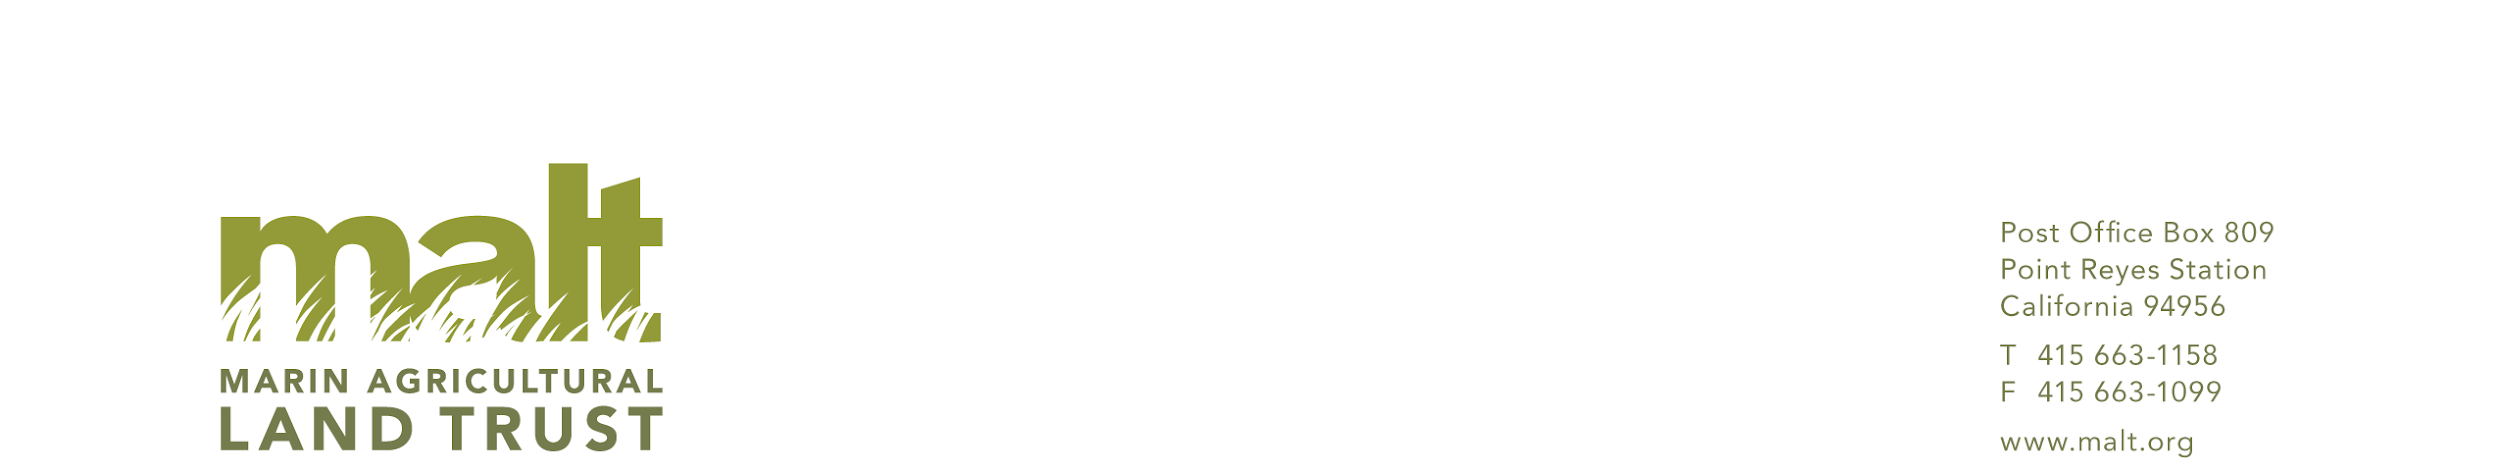 malt
MARIN AGRICULTURAL
LAND TRUST
Post Office Box 809
Point Reyes Station
California 94956
T 415 663-1158
F 415 663-1099
www.malt.org